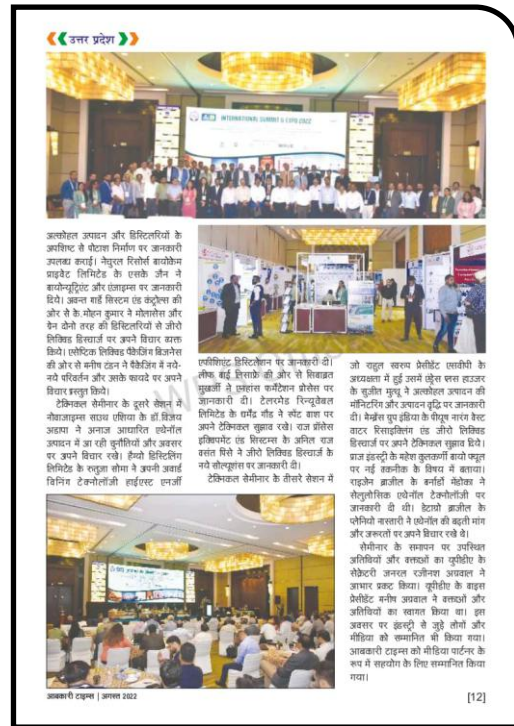 उत्तर प्रदेश
INTERNATIONAL SUMMIT & EXPO 2022
अल्कोहल उत्पादन और डिस्टिलरियों के
अपशिष्ट से पोटाश निर्माण पर जानकारी
उपलब्ध कराई। नेचुरल रिसोर्स बायोकेम
प्राइवेट लिमिटेड के एसके जैन ने
बायोन्यूट्रिएंट और एंजाइम्स पर जानकारी
दिये। अवन्त गार्डे सिस्टम एंड कंट्रोल्स की
ओर से के.मोहन कुमार ने मोलासेस और
ग्रेन दोनो तरह की डिस्टिलरियों से जीरो
लिक्विड डिस्चार्ज पर अपने विचार व्यक्त
किये। एसेप्टिक लिक्विड पैकेजिंग बिजनेस
की ओर से मनीष टंडन ने पैकेजिंग में नये-
नये परिवर्तन और उसके फायदे पर अपने
विचार प्रस्तुत किये।
टेक्निकल सेमीनार के दूसरे सेशन में
नोवाजाइम्स साउथ एशिया के डॉ.विजय
अडापा ने अनाज आधारित एथेनॉल
उत्पादन में आ रही चुनौतियों और अवसर
पर अपने विचार रखे। हैग्यो डिस्टिलिंग
लिमिटेड के रुतुजा सोमा ने अपनी अवार्ड
विनिंग टेक्नोलॉजी हाईएस्ट एनर्जी
एफीशिएंट डिस्टिलेशन पर जानकारी दी।
लीफ बाई लिसाफ्रे की ओर से सिबाब्रत
मुखर्जी ने एन्हांस फर्मेंटेशन प्रोसेस पर
जानकारी दी। टेलरमेड रिन्यूवेबल
लिमिटेड के धर्मेंद्र गौड ने स्पेंट वाश पर
अपने टेक्निकल सुझाव रखे। राज प्रॉसेस
इक्विपमेंट एंड सिस्टम्स के अनिल राज
वसंत पिसे ने जीरो लिक्विड डिस्चार्ज के
नये सोल्यूशंस पर जानकारी दी।
टेक्निकल सेमीनार के तीसरे सेशन में
जो राहुल स्वरुप प्रेसीडेंट एसवीपी के
अध्यक्षता में हुई उसमें एंड्रेस प्लस हाउजर
के सुजीत मुत्थू ने अल्कोहल उत्पादन की
मॉनिटरिंग और उत्पादन वृद्धि पर जानकारी
दी। मैथ्रेंस ग्रुप इंडिया के पीयूष नारंग वैस्ट
वाटर रिसाइक्लिंग एंड जीरो लिक्विड
डिस्चार्ज पर अपने टेक्निकल सुझाव दिये।
प्राज इंडस्ट्री के महेश कुलकर्णी बायो फ्यूल
पर नई तकनीक के विषय में बताया।
राइजेन ब्राजील के बर्नार्डो मेंडोका ने
सेलुलोसिक एथेनॉल टेक्नोलॉजी पर
जानकारी दी थी। डेटाग्रो ब्राजील के
प्लेनियो नास्तारी ने एथेनॉल की बढ़ती मांग
और जरूरतों पर अपने विचार रखे थे।
सेमीनार के समापन पर उपस्थित
अतिथियों और वक्ताओं का यूपीडीए के
सेक्रेटरी जनरल रजीनश अग्रवाल ने
आभार प्रकट किया। यूपीडीए के वाइस
प्रेसीडेंट मनीष अग्रवाल ने वक्ताओं और
अतिथियों का स्वागत किया था। इस
अवसर पर इंडस्ट्री से जुड़े लोगों और
मीडिया को सम्मानित भी किया गया।
आबकारी टाइम्स को मीडिया पार्टनर के
रूप में सहयोग के लिए सम्मानित किया
गया।
आबकारी टाइम्स | अगस्त 2022
[12]